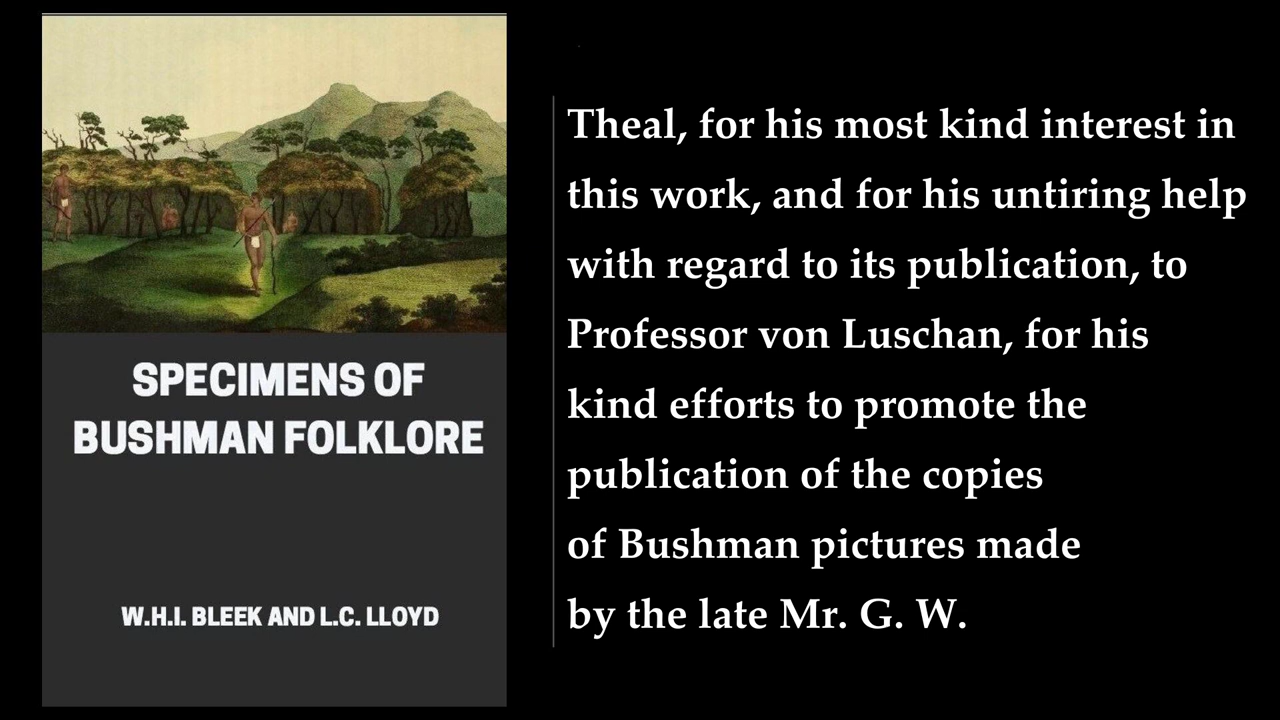 SPECIMENS OF
BUSHMAN FOLKLORE
W.H.I. BLEEK AND L.C. LLOYD
Theal, for his most kind interest in
this work, and for his untiring help
with regard to its publication, to
Professor von Luschan, for his
kind efforts to promote the
publication of the copies
of Bushman pictures made
by the late Mr. G. W.